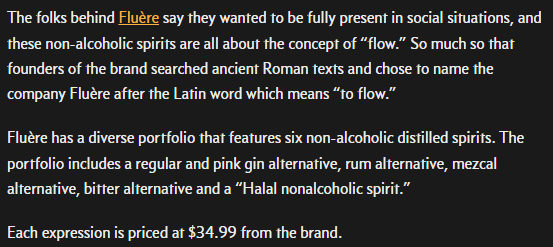 The folks behind Fluère say they wanted to be fully present in social situations, and
these non-alcoholic spirits are all about the concept of “flow.” So much so that
founders of the brand searched ancient Roman texts and chose to name the
company Fluère after the Latin word which means “to flow.”
Fluère has a diverse portfolio that features six non-alcoholic distilled spirits. The
portfolio includes a regular and pink gin alternative, rum alternative, mezcal
alternative, bitter alternative and a “Halal nonalcoholic spirit.”
Each expression is priced at $34.99 from the brand.